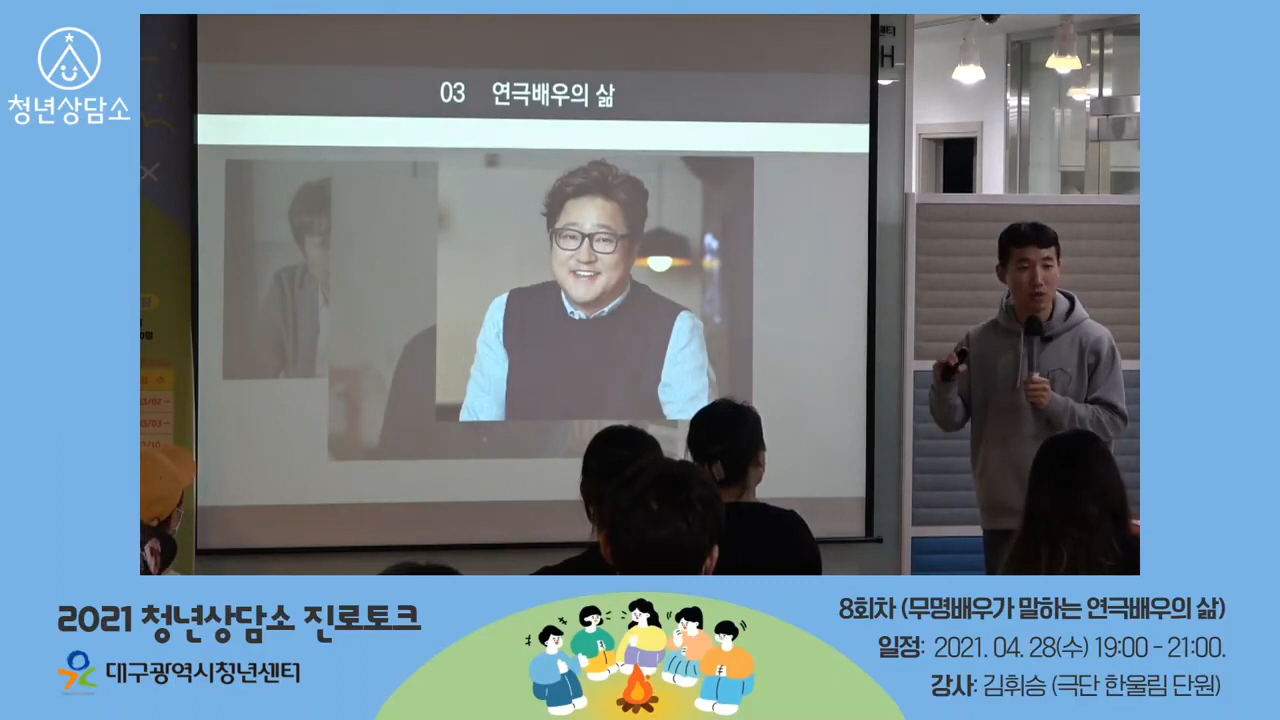 청년상담소
03 연극배우의 삶
센터
H
2021 청년상담소 진로토크
대구광역시청년센터
8회차 (무명배우가 말하는 연극배우의 삶)
일정: 2021. 04. 28(수) 19:00 - 21:00.
강사: 김휘승 (극단 한울림 단원)